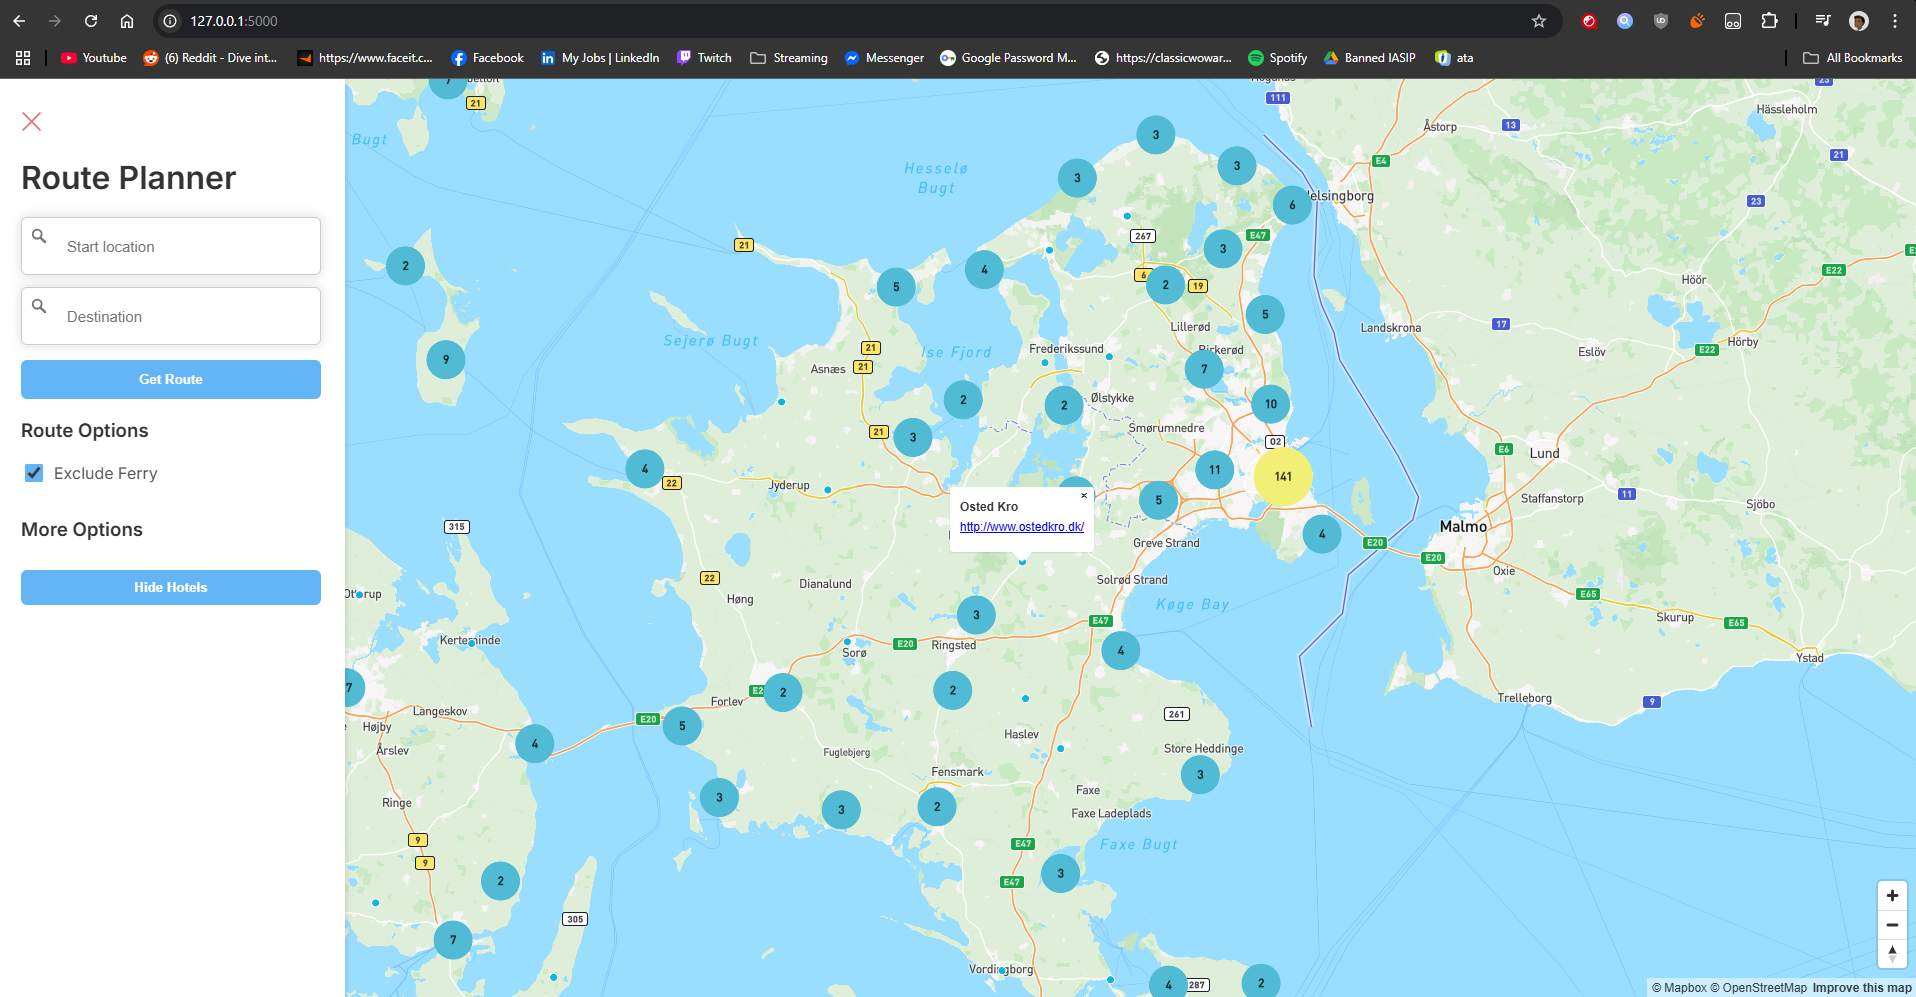 127.0.0.1:5000
Youtube
(6) Reddit - Dive int...
https://www.faceit.c...
Facebook
My Jobs | LinkedIn
Twitch
Streaming
Messenger
Google Password M...
https://classicwowar...
Spotify
Banned IASIP
ata
All Bookmarks
Route Planner
Start location
Destination
Get Route
Route Options
Exclude Ferry
More Options
Hide Hotels
7
21
Bugt
111
23
Hässleholm
Åstorp
13
3
21
E4
Hesselø
Bugt
3
3
6
23
267
E47
3
21
2
4
5
6
2
19
E22
Höör
5
Lillerød
Landskrona
17
Hörby
Sejerø Bugt
21
Ise Fjord
Frederikssund
Birkerød
E22
Eslöv
9
Asnæs
21
7
2
2
Ølstykke
10
21
3
Smørumnedre
02
E6
Lund
4
22
Jyderup
11
141
Staffanstorp
11
Sjöbo
5
Osted Kro
http://www.ostedkro.dk/
315
Malmo
4
E20
Greve Strand
E20
Oxie
22
Dianalund
Solrød Strand
Høng
Køge Bay
E65
Skurup
E65
3
E47
Kerteminde
E20
Ringsted
Sorø
4
Ystad
7
2
2
Forlev
Trelleborg
9
Langeskov
E20
5
261
Højby
Årslev
4
Haslev
Store Heddinge
Fuglebjerg
Fensmark
3
Ringe
3
3
2
Faxe
Faxe Ladeplads
9
E47
Faxe Bugt
9
2
E47
3
305
7
Vordingborg
4
287
2
© Mapbox © OpenStreetMap Improve this map